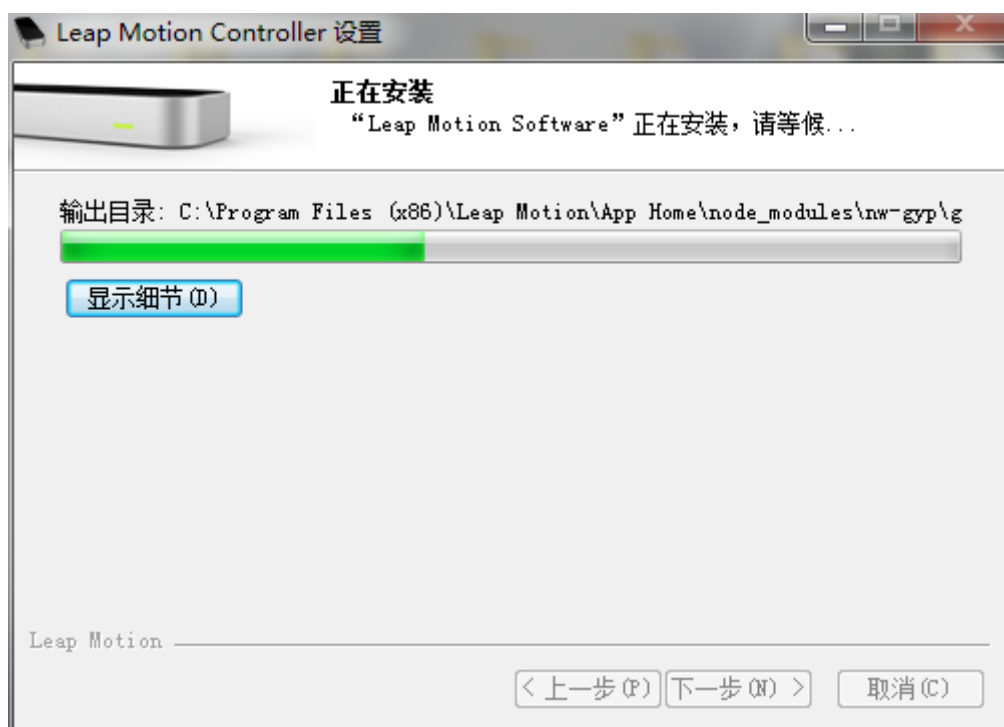 Leap Motion Controller 设置
正在安装
“Leap Motion Software”正在安装，请等候...
输出目录: C:\Program Files (x86)\Leap Motion\App Home\node_modules\nw-gyp\g
显示细节(D)
Leap Motion
< 上一步(P) 下一步(N) > 取消(C)